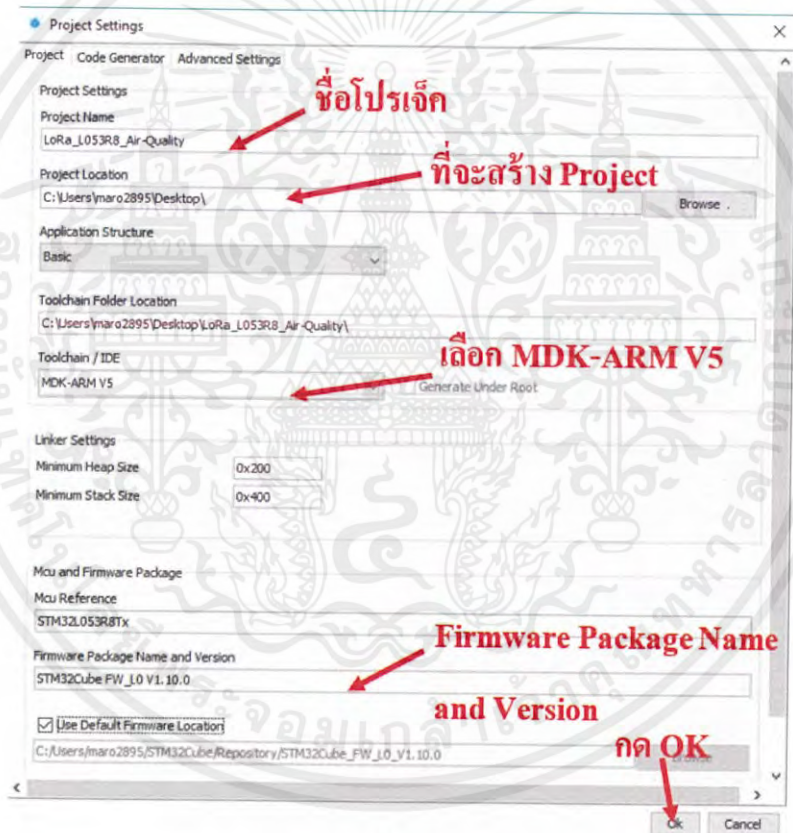 Project Settings
Project Code Generator Advanced Settings
Project Settings
ชื่อโปรเจ็ค
Project Name
LoRa_L053R8_Air-Quality
ที่จะสร้าง Project
Project Location
C:\Users\maro2895\Desktop\
Browse .
Application Structure
Basic
Toolchain Folder Location
C:\Users\maro2895\Desktop\LoRa_L053R8_Air-Quality\
เลือก MDK-ARM V5
Toolchain / IDE
MDK-ARM V5
Generate Under Root
Linker Settings
Minimum Heap Size 0x200
Minimum Stack Size 0x400
Mcu and Firmware Package
Mcu Reference
STM32L053R8Tx
Firmware Package Name
Firmware Package Name and Version
STM32Cube FW_L0 V1.10.0
and Version
Use Default Firmware Location
กด OK
C:/Users/maro2895/STM32Cube/Repository/STM32Cube_FW_L0_V1.10.0
Browse
Ok Cancel